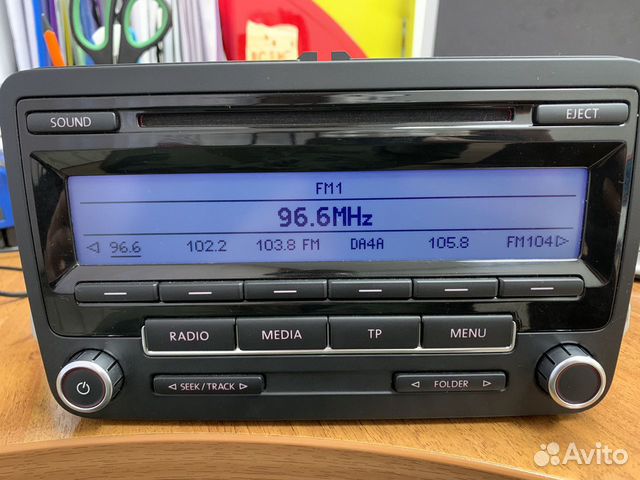 SOUND
EJECT
FM1
96.6MHz
96.6 102.2 103.8 FM DA4A 105.8 FM104
RADIO MEDIA TP MENU
SEEK/TRACK FOLDER
Avito